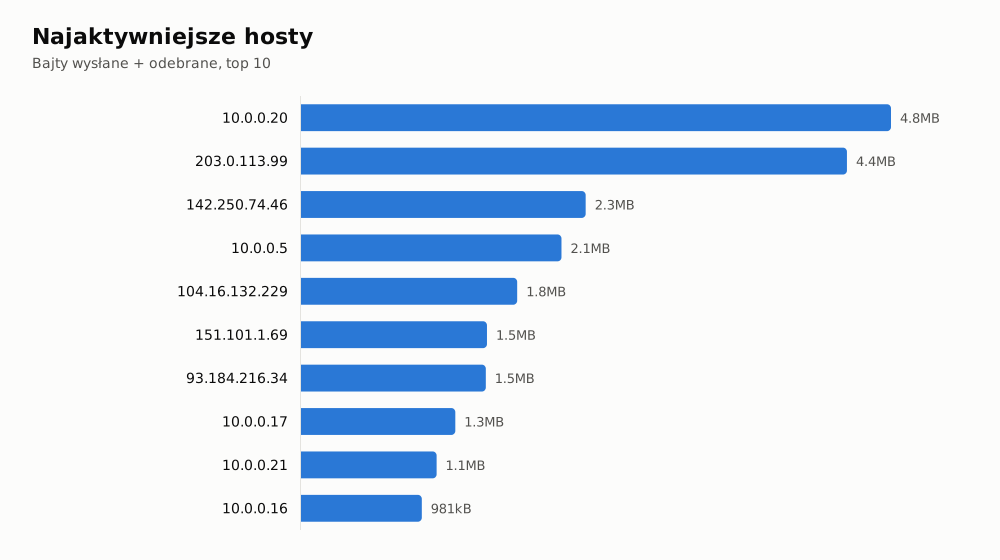 Najaktywniejsze hosty
Bajty wysłane + odebrane, top 10
10.0.0.20 4.8MB
203.0.113.99 4.4MB
142.250.74.46 2.3MB
10.0.0.5 2.1MB
104.16.132.229 1.8MB
151.101.1.69 1.5MB
93.184.216.34 1.5MB
10.0.0.17 1.3MB
10.0.0.21 1.1MB
10.0.0.16 981kB